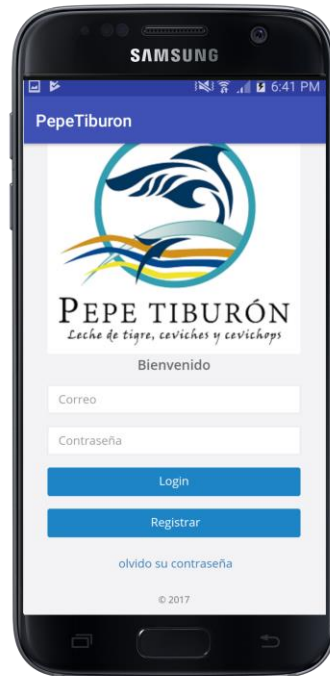 SAMSUNG
6:41 PM
PepeTiburon
PEPE TIBURÓN
Leche de tigre, ceviches y cevichops
Bienvenido
Correo
Contraseña
Login
Registrar
olvido su contraseña
© 2017